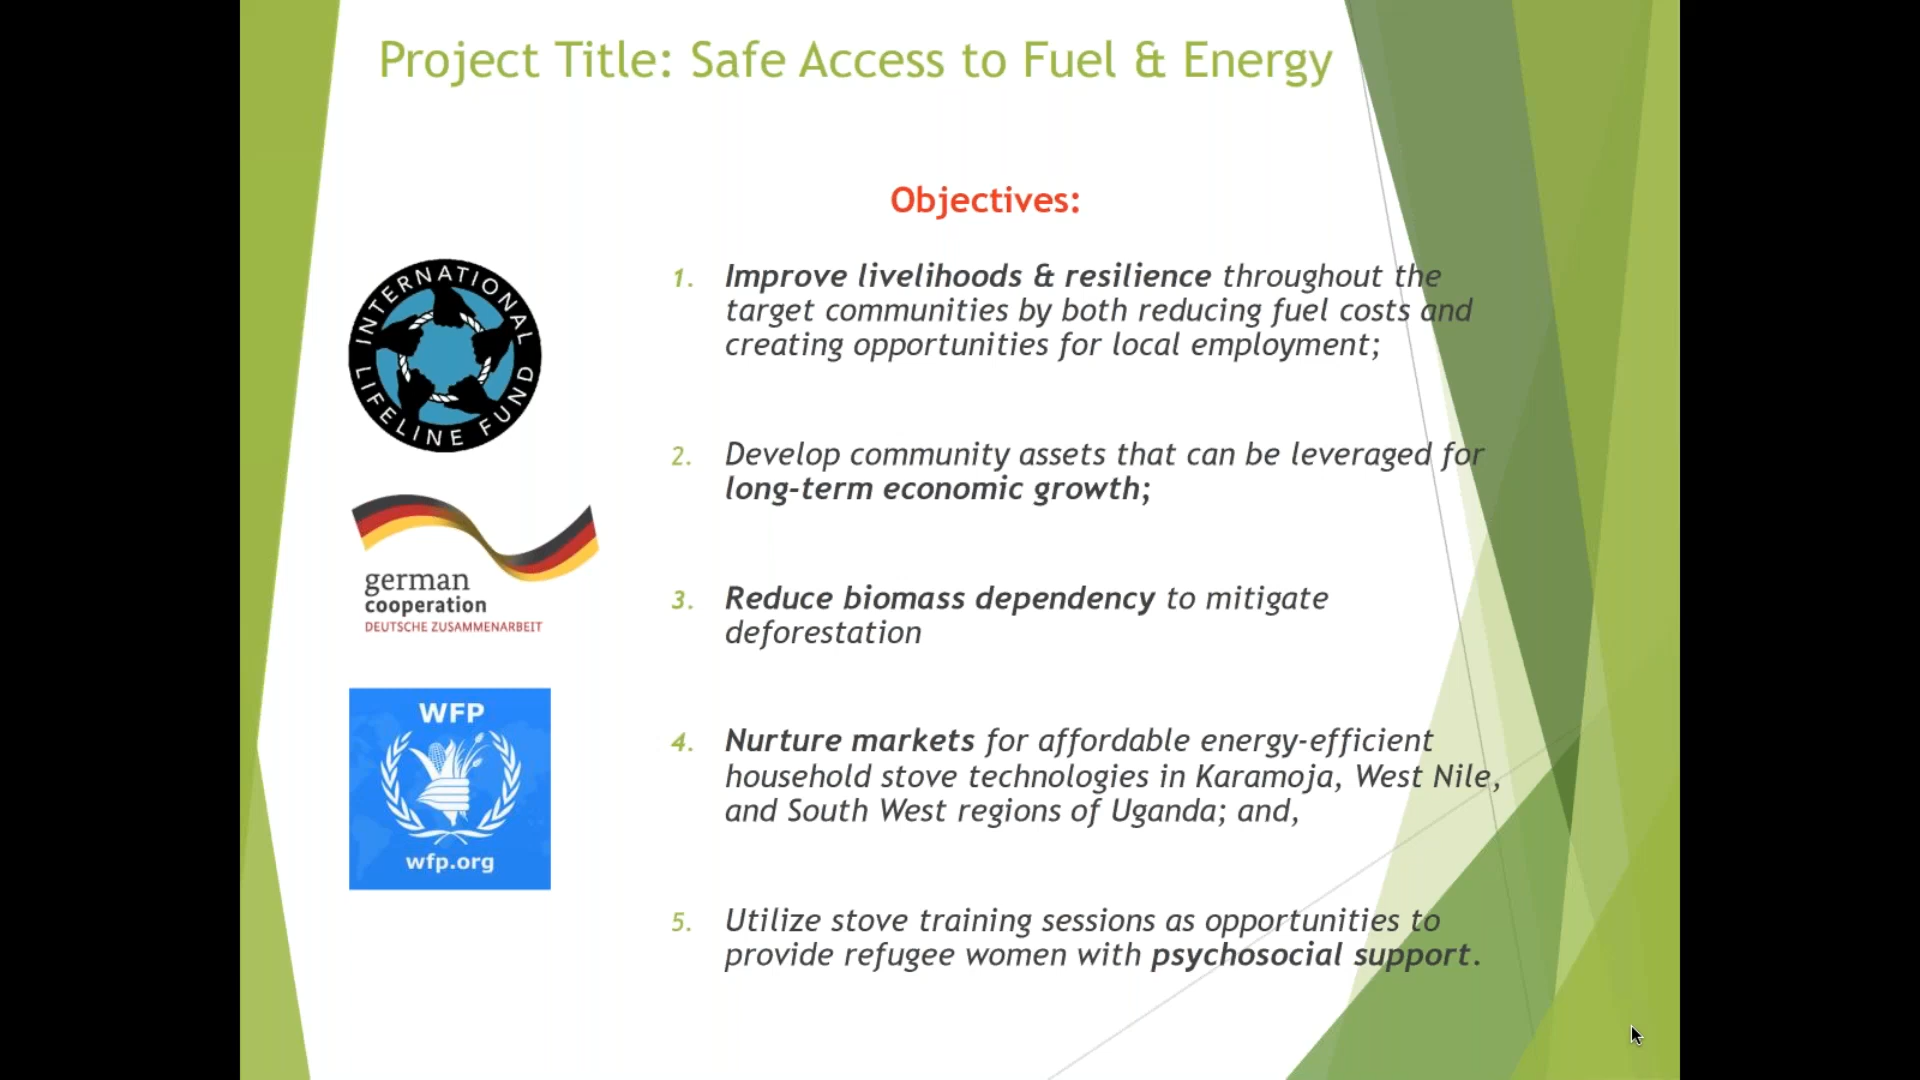 Project Title: Safe Access to Fuel & Energy
Objectives:
1. Improve livelihoods & resilience throughout the
target communities by both reducing fuel costs and
creating opportunities for local employment;
2. Develop community assets that can be leveraged for
long-term economic growth;
3. Reduce biomass dependency to mitigate
deforestation
4. Nurture markets for affordable energy-efficient
household stove technologies in Karamoja, West Nile,
and South West regions of Uganda; and,
5. Utilize stove training sessions as opportunities to
provide refugee women with psychosocial support.
INTERNATIONAL
LIFELINE FUND
german
cooperation
DEUTSCHE ZUSAMMENARBEIT
WFP
wfp.org